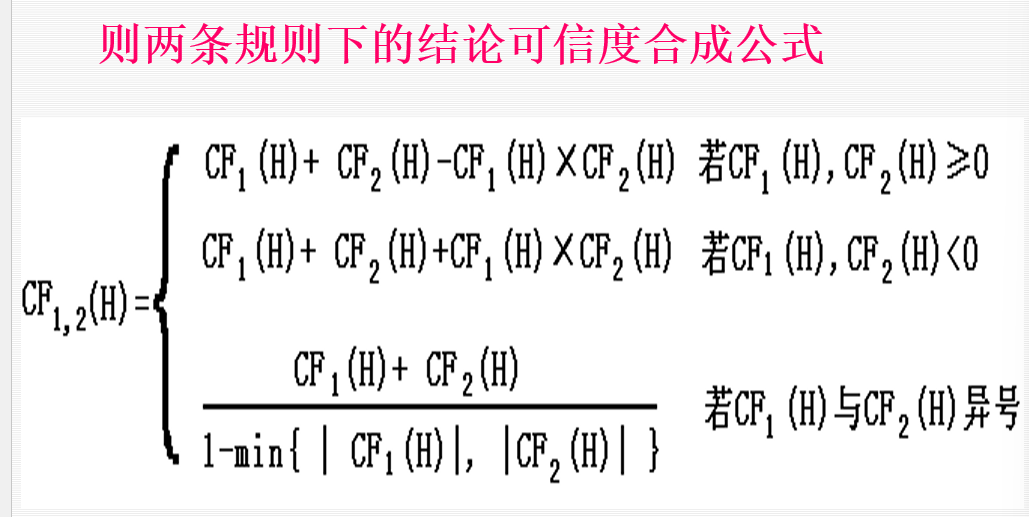 则两条规则下的结论可信度合成公式
CF₁(H)+ CF₂(H)-CF₁(H)×CF₂(H) 若CF₁(H),CF₂(H)≥0
CF₁(H)+ CF₂(H)+CF₁(H)×CF₂(H) 若CF₁(H),CF₂(H)<0
CF₁,₂(H)=
CF₁(H)+ CF₂(H)
若CF₁(H)与CF₂(H)异号
1-min{ | CF₁(H)|, |CF₂(H)| }